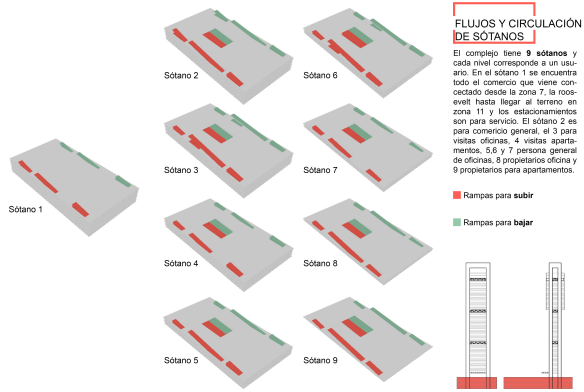 FLUJOS Y CIRCULACIÓN
DE SÓTANOS
El complejo tiene 9 sótanos y
cada nivel corresponde a un usu-
ario. En el sótano 1 se encuentra
todo el comercio que viene con-
cectado desde la zona 7, la roos-
evelt hasta llegar al terreno en
zona 11 y los estacionamientos
son para servicio. El sótano 2 es
para comericio general, el 3 para
visitas oficinas, 4 visitas aparta-
mentos, 5,6 y 7 persona general
de oficinas, 8 propietarios oficina y
9 propietarios para apartamentos.
Rampas para subir
Rampas para bajar
Sótano 1
Sótano 2
Sótano 3
Sótano 4
Sótano 5
Sótano 6
Sótano 7
Sótano 8
Sótano 9